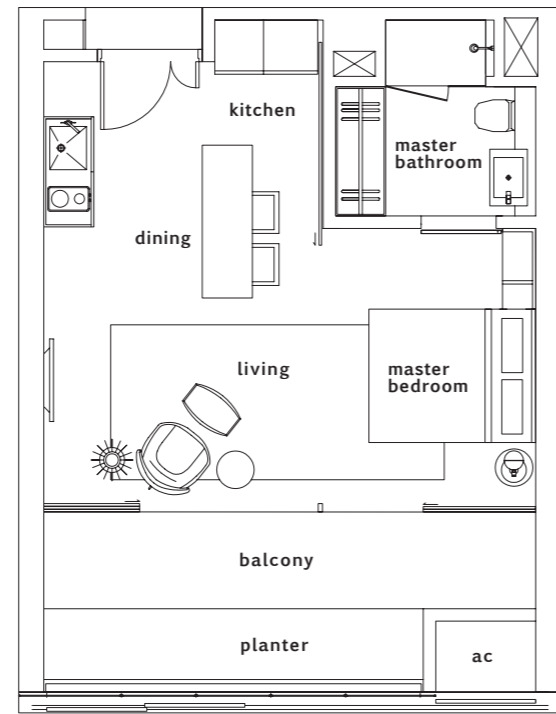 kitchen
master
bathroom
dining
living
master
bedroom
balcony
planter
ac